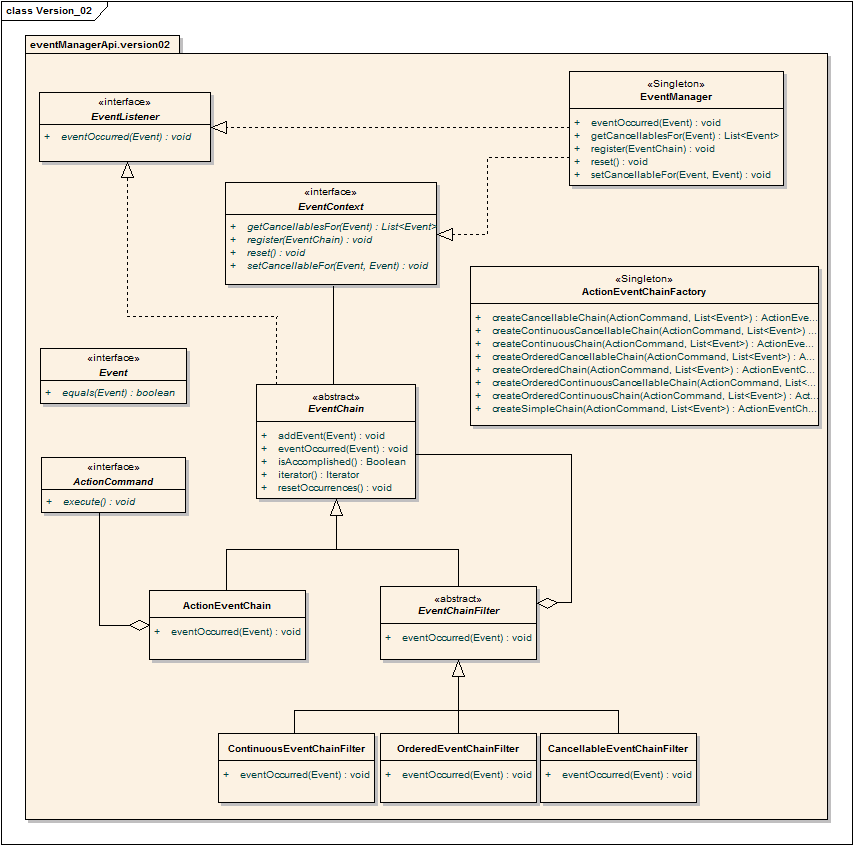 class Version_02
eventManagerApi.version02
«interface»
EventListener
+ eventOccurred(Event) : void
«Singleton»
EventManager
+ eventOccurred(Event) : void
+ getCancellablesFor(Event) : List<Event>
+ register(EventChain) : void
+ reset() : void
+ setCancellableFor(Event, Event) : void
«interface»
EventContext
+ getCancellablesFor(Event) : List<Event>
+ register(EventChain) : void
+ reset() : void
+ setCancellableFor(Event, Event) : void
«Singleton»
ActionEventChainFactory
+ createCancellableChain(ActionCommand, List<Event>) : ActionEve...
+ createContinuousCancellableChain(ActionCommand, List<Event>) ...
+ createContinuousChain(ActionCommand, List<Event>) : ActionEve...
+ createOrderedCancellableChain(ActionCommand, List<Event>) : A...
+ createOrderedChain(ActionCommand, List<Event>) : ActionEventC...
+ createOrderedContinuousCancellableChain(ActionCommand, List<...
+ createOrderedContinuousChain(ActionCommand, List<Event>) : Act...
+ createSimpleChain(ActionCommand, List<Event>) : ActionEventCh...
«interface»
Event
+ equals(Event) : boolean
«abstract»
EventChain
+ addEvent(Event) : void
+ eventOccurred(Event) : void
+ isAccomplished() : Boolean
+ iterator() : Iterator
+ resetOccurrences() : void
«interface»
ActionCommand
+ execute() : void
ActionEventChain
+ eventOccurred(Event) : void
«abstract»
EventChainFilter
+ eventOccurred(Event) : void
ContinuousEventChainFilter
+ eventOccurred(Event) : void
OrderedEventChainFilter
+ eventOccurred(Event) : void
CancellableEventChainFilter
+ eventOccurred(Event) : void